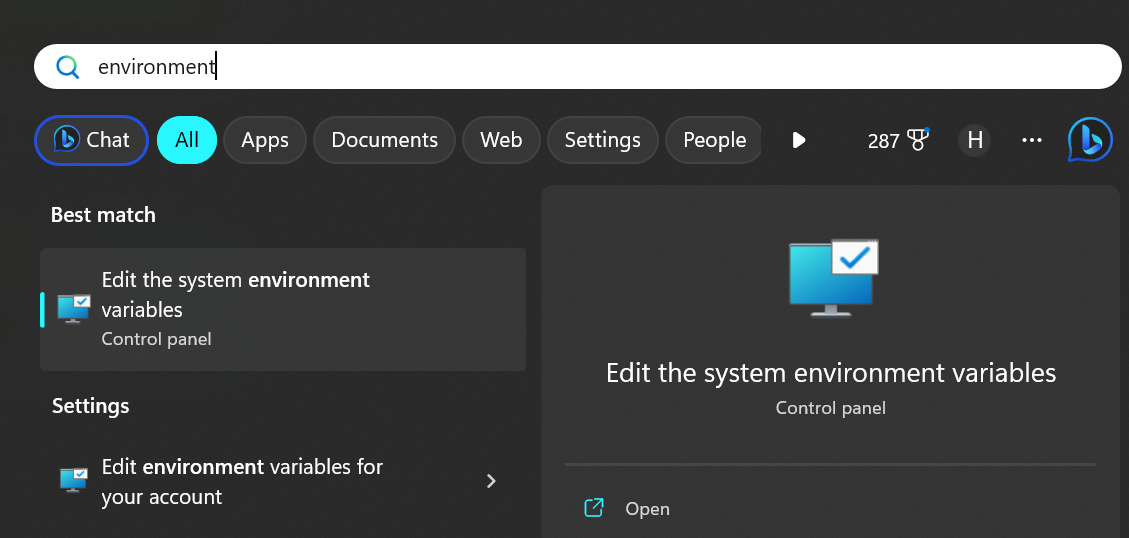 environment
Chat All Apps Documents Web Settings People 287 H
Best match
Edit the system environment
variables
Control panel
Settings
Edit environment variables for
your account
Edit the system environment variables
Control panel
Open